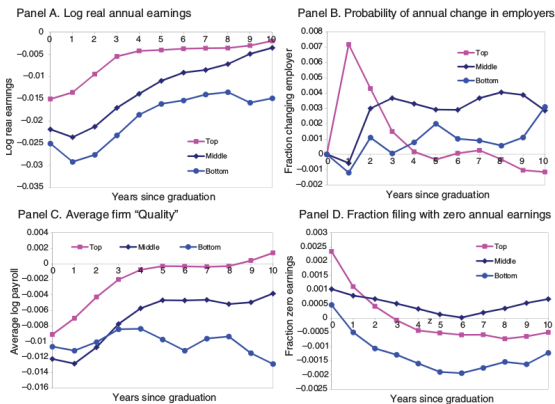 Panel A. Log real annual earnings
Log real earnings
0
−0.005
−0.01
−0.015
−0.02
−0.025
−0.03
−0.035
0 1 2 3 4 5 6 7 8 9 10
Top
Middle
Bottom
Years since graduation
Panel B. Probability of annual change in employers
Fraction changing employer
0.008
0.007
0.006
0.005
0.004
0.003
0.002
0.001
0
−0.001
−0.002
0 1 2 3 4 5 6 7 8 9 10
Top
Middle
Bottom
Years since graduation
Panel C. Average firm “Quality”
Average log payroll
0.004
0.002
0
−0.002
−0.004
−0.006
−0.008
−0.01
−0.012
−0.014
−0.016
0 1 2 3 4 5 6 7 8 9 10
Top Middle Bottom
Years since graduation
Panel D. Fraction filing with zero annual earnings
Fraction zero earnings
0.003
0.0025
0.002
0.0015
0.001
0.0005
0
−0.0005
−0.001
−0.0015
−0.002
−0.0025
0 1 2 3 4 5 6 7 8 9 10
z
Top
Middle
Bottom
Years since graduation